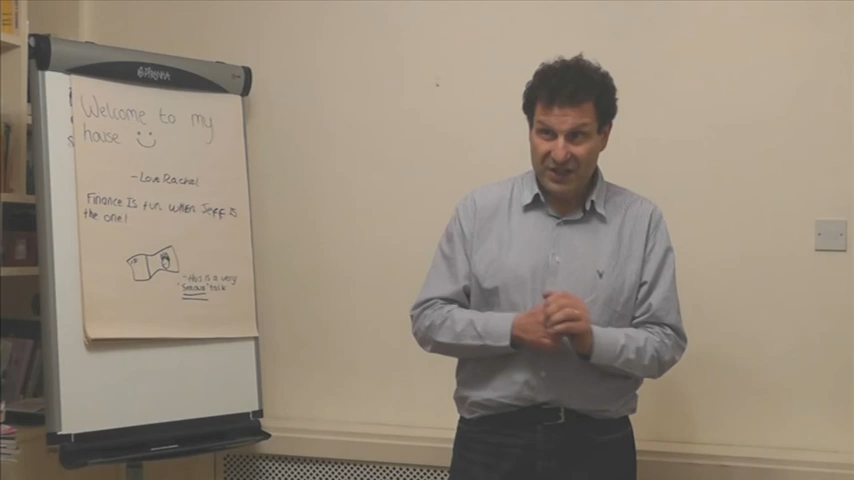 Welcome to my
house
- Love Rachel
Finance Is fun when Jeff Is
the one!
- this is a very
"Serious" talk